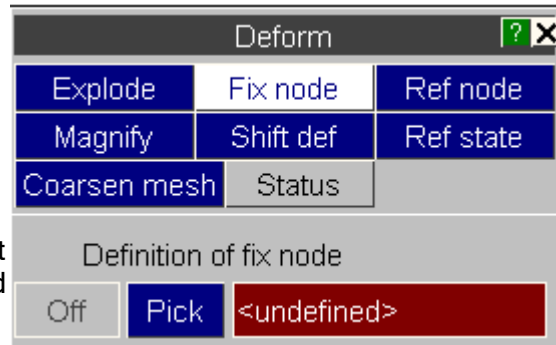 Deform ?
Explode Fix node Ref node
Magnify Shift def Ref state
Coarsen mesh Status
Definition of fix node
Off Pick <undefined>